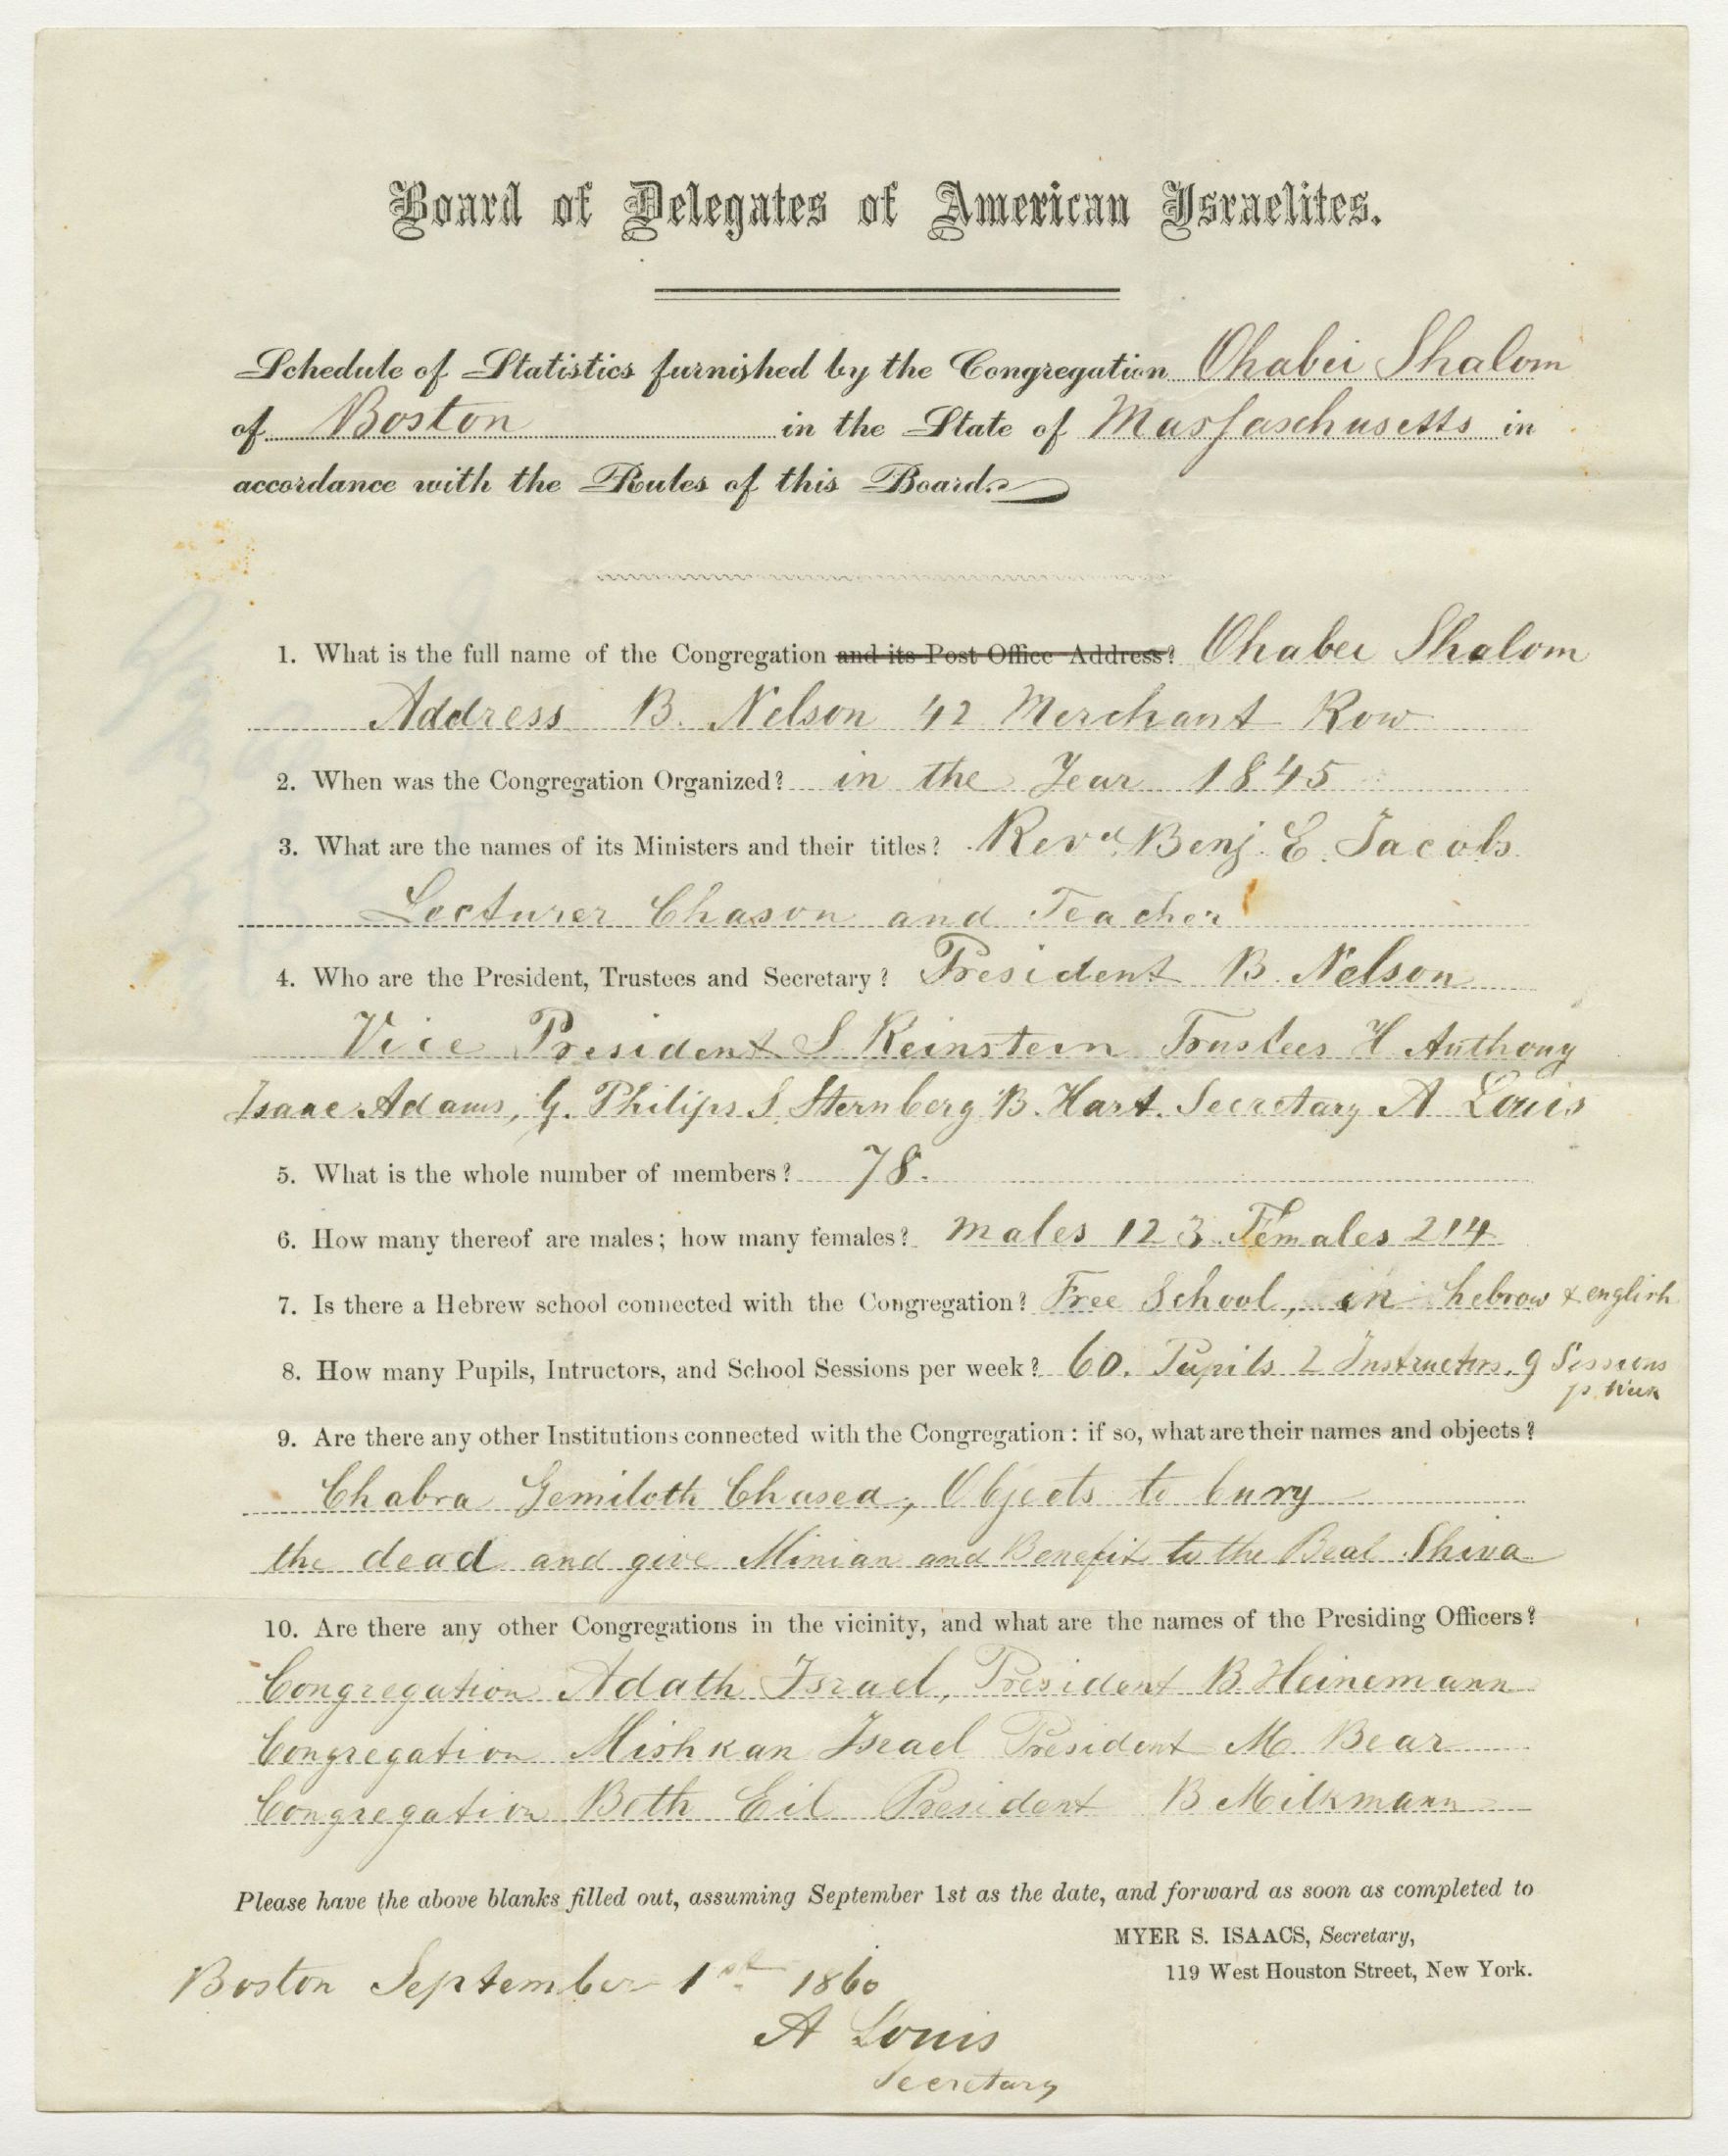 Board of Delegates of American Israelites.
Schedule of Statistics furnished by the Congregation Ohabei Shalom
of Boston in the State of Massaschusetts in
accordance with the Rules of this Board.
1. What is the full name of the Congregation and its Post Office Address? Ohabei Shalom
Address B. Nelson 42 Merchant Row
2. When was the Congregation Organized? in the Year 1845
3. What are the names of its Ministers and their titles? Revd. Benj. E. Jacobs.
Lecturer Chason and Teacher
4. Who are the President, Trustees and Secretary? President B. Nelson
Vice President S Reinstein Trustees H Anthony
Isaac Adams, G. Philips S. Sternberg B. Hart. Secretary A Louis
5. What is the whole number of members? 78.
6. How many thereof are males; how many females? males 123. Females 214
7. Is there a Hebrew school connected with the Congregation? Free School, in hebrow & english
8. How many Pupils, Intructors, and School Sessions per week? 60. Pupils 2 Instructors. 9 Sessions
p. Week
9. Are there any other Institutions connected with the Congregation: if so, what are their names and objects?
Chabra Gemiloth Chased, Objects to bury
the dead and give Minian and Benefit to the Beal Shiva
10. Are there any other Congregations in the vicinity, and what are the names of the Presiding Officers?
Congregation Adath Israel, President B. Heinemann
Congregation Mishkan Israel President M. Bear
Congregation Beth Eil President B Milkmann
Please have the above blanks filled out, assuming September 1st as the date, and forward as soon as completed to
MYER S. ISAACS, Secretary,
119 West Houston Street, New York.
Boston September 1st 1860
A Louis
Secretary